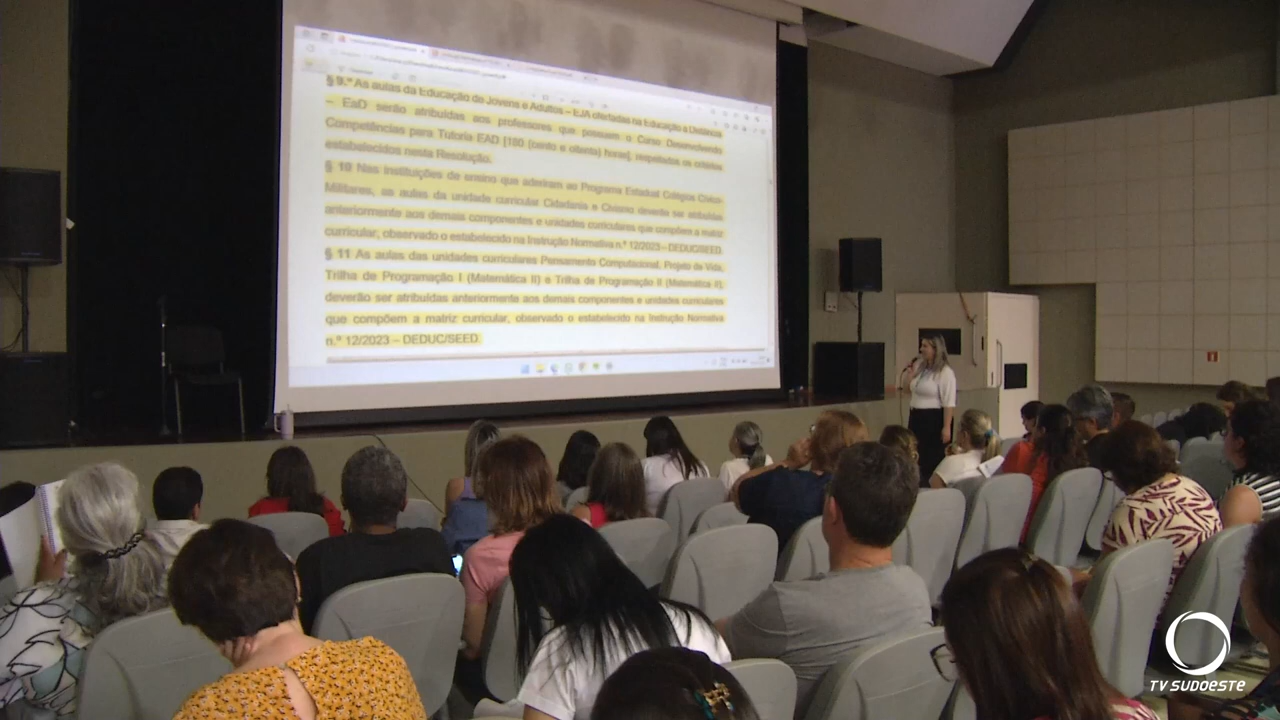 § 9.º As aulas da Educação de Jovens e Adultos – EJA ofertadas na Educação a Distância
– EaD serão atribuídas aos professores que possuem o Curso Desenvolvendo
Competências para Tutoria EAD [180 (cento e oitenta) horas], respeitados os critérios
estabelecidos nesta Resolução.
§ 10 Nas instituições de ensino que aderiram ao Programa Estadual Colégios Cívico-
Militares, as aulas da unidade curricular Cidadania e Civismo deverão ser atribuídas
anteriormente aos demais componentes e unidades curriculares que compõem a matriz
curricular, observado o estabelecido na Instrução Normativa n.º 12/2023 – DEDUC/SEED.
§ 11 As aulas das unidades curriculares Pensamento Computacional, Projeto de Vida,
Trilha de Programação I (Matemática II) e Trilha de Programação II (Matemática II),
deverão ser atribuídas anteriormente aos demais componentes e unidades curriculares
que compõem a matriz curricular, observado o estabelecido na Instrução Normativa
n.º 12/2023 – DEDUC/SEED.
TV SUDOESTE